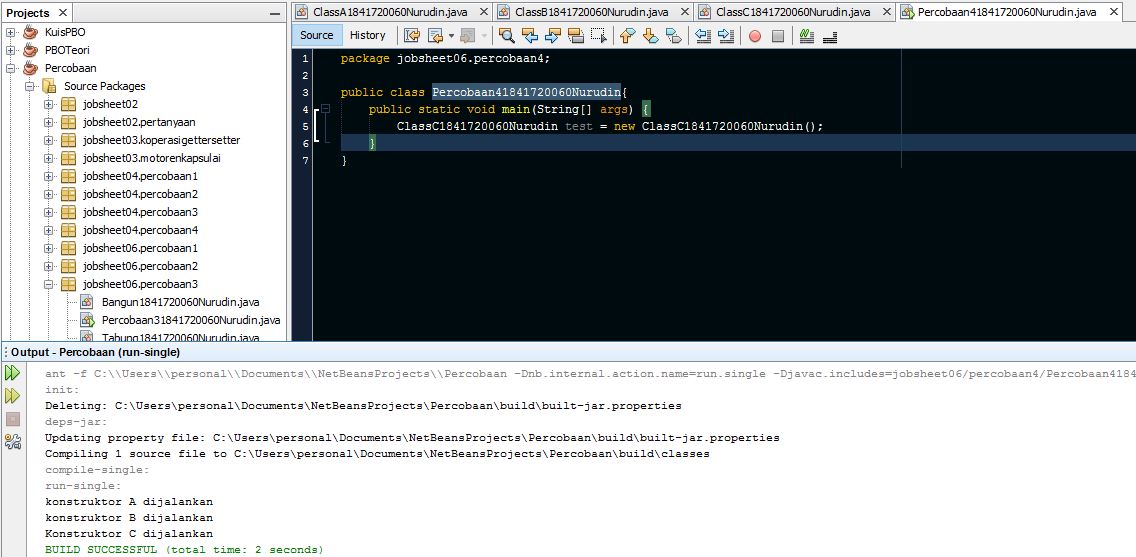 Projects
KuisPBO
PBOTeori
Percobaan
Source Packages
jobsheet02
jobsheet02.pertanyaan
jobsheet03.koperasigettersetter
jobsheet03.motorenkapsulai
jobsheet04.percobaan1
jobsheet04.percobaan2
jobsheet04.percobaan3
jobsheet04.percobaan4
jobsheet06.percobaan1
jobsheet06.percobaan2
jobsheet06.percobaan3
Bangun1841720060Nurudin.java
Percobaan31841720060Nurudin.java
Tabung1841720060Nurudin.java
ClassA1841720060Nurudin.java
ClassB1841720060Nurudin.java
ClassC1841720060Nurudin.java
Percobaan41841720060Nurudin.java
Source History
1 package jobsheet06.percobaan4;
2
3 public class Percobaan41841720060Nurudin{
4 public static void main(String[] args) {
5 ClassC1841720060Nurudin test = new ClassC1841720060Nurudin();
6 }
7 }
Output - Percobaan (run-single)
ant -f C:\\Users\\personal\\Documents\\NetBeansProjects\\Percobaan -Dnb.internal.action.name=run.single -Djavac.includes=jobsheet06/percobaan4/Percobaan4184
init:
Deleting: C:\Users\personal\Documents\NetBeansProjects\Percobaan\build\built-jar.properties
deps-jar:
Updating property file: C:\Users\personal\Documents\NetBeansProjects\Percobaan\build\built-jar.properties
Compiling 1 source file to C:\Users\personal\Documents\NetBeansProjects\Percobaan\build\classes
compile-single:
run-single:
konstruktor A dijalankan
konstruktor B dijalankan
Konstruktor C dijalankan
BUILD SUCCESSFUL (total time: 2 seconds)